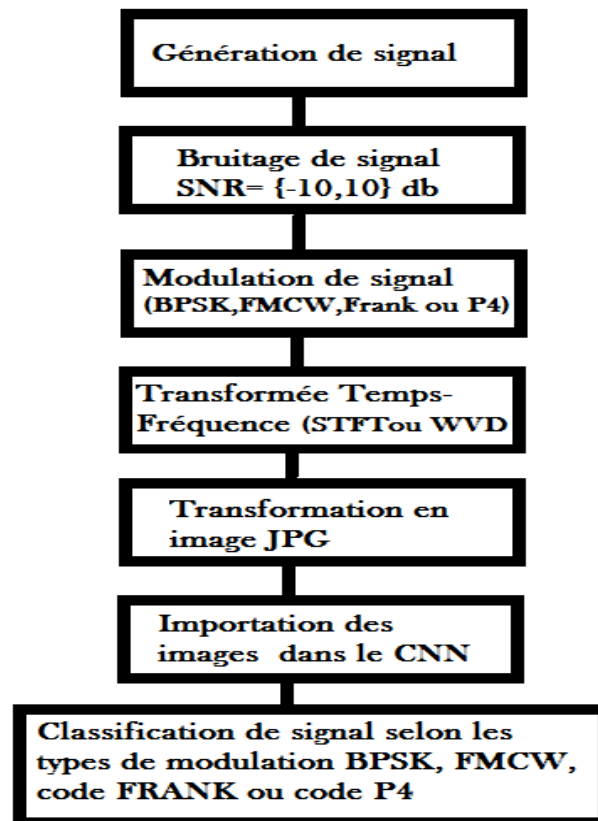 Génération de signal
Bruitage de signal
SNR= {-10,10} db
Modulation de signal
(BPSK,FMCW,Frank ou P4)
Transformée Temps-
Fréquence (STFTou WVD
Transformation en
image JPG
Importation des
images dans le CNN
Classification de signal selon les
types de modulation BPSK, FMCW,
code FRANK ou code P4